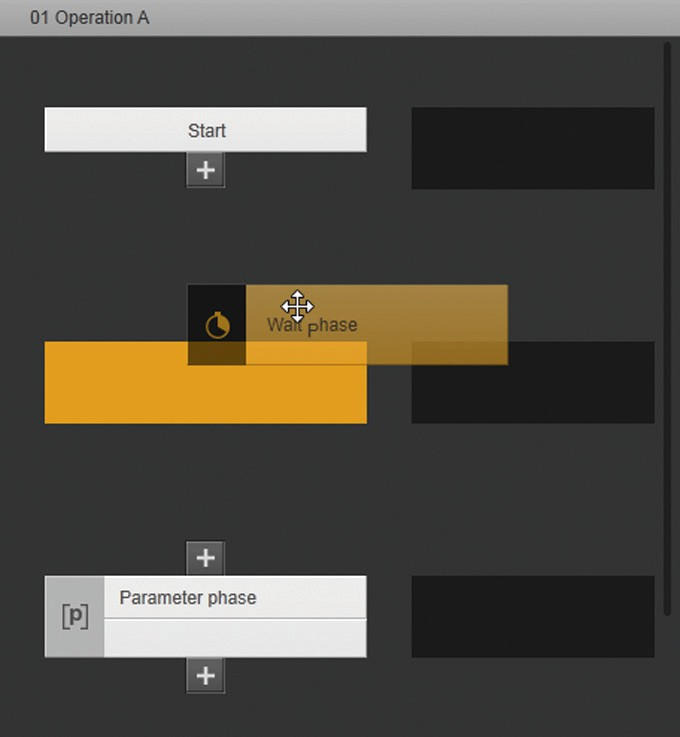 01 Operation A
Start
Wait phase
Parameter phase
[p]